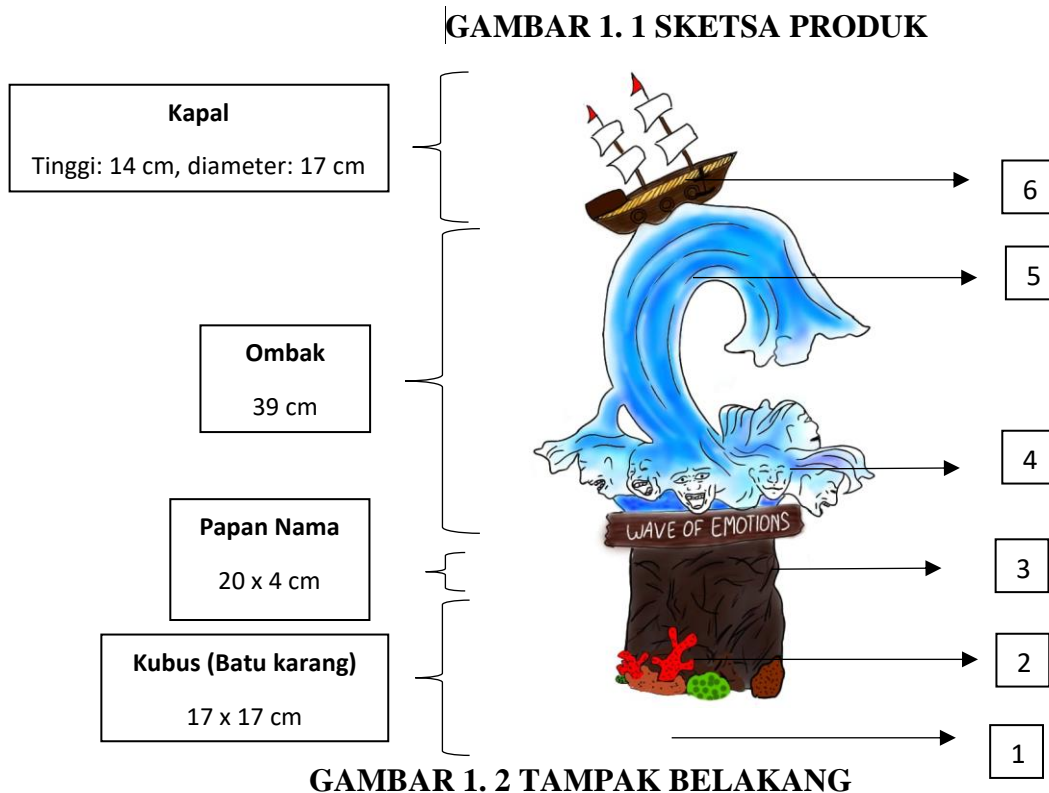 GAMBAR 1. 1 SKETSA PRODUK
Kapal
Tinggi: 14 cm, diameter: 17 cm
6
5
Ombak
39 cm
4
Papan Nama
20 x 4 cm
WAVE OF EMOTIONS
3
Kubus (Batu karang)
17 x 17 cm
2
1
GAMBAR 1. 2 TAMPAK BELAKANG